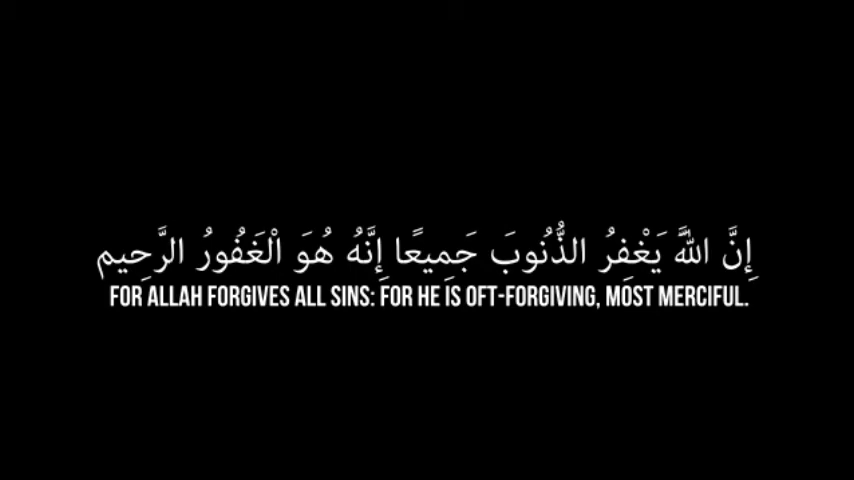 إِنَّ اللَّهَ يَغْفِرُ الذُّنُوبَ جَمِيعًا إِنَّهُ هُوَ الْغَفُورُ الرَّحِيم
FOR ALLAH FORGIVES ALL SINS: FOR HE IS OFT-FORGIVING, MOST MERCIFUL.